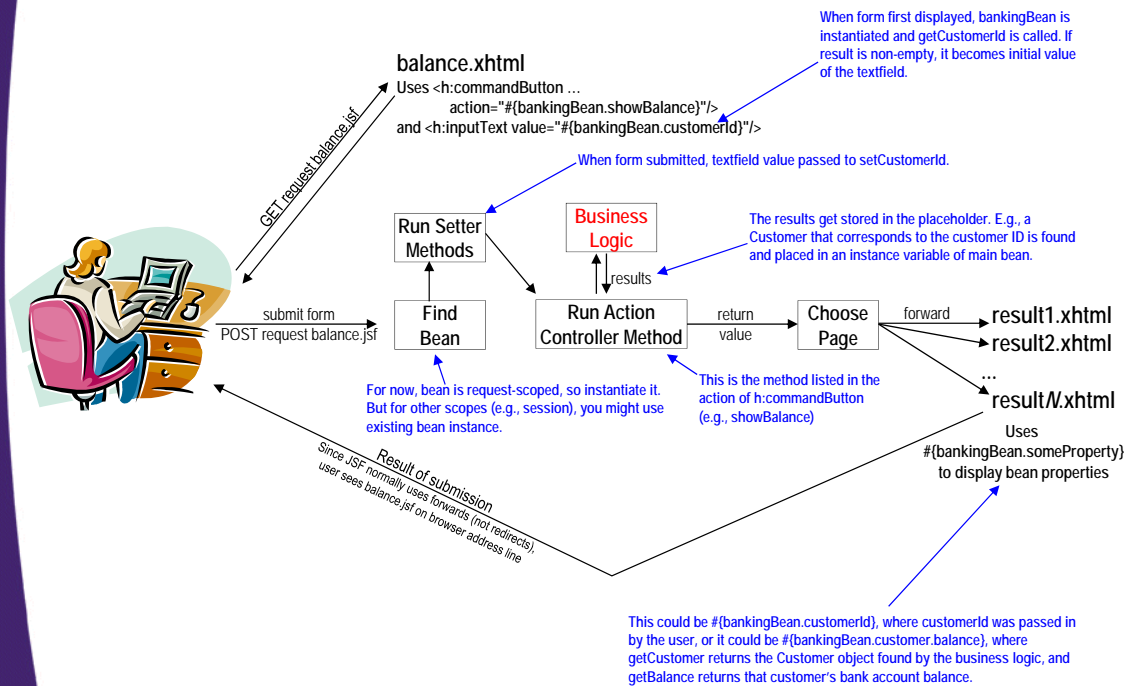 When form first displayed, bankingBean is
instantiated and getCustomerId is called. If
result is non-empty, it becomes initial value
of the textfield.
balance.xhtml
Uses <h:commandButton …
action="#{bankingBean.showBalance}"/>
and <h:inputText value="#{bankingBean.customerId}"/>
GET request balance.jsf
When form submitted, textfield value passed to setCustomerId.
Run Setter
Methods
Business
Logic
The results get stored in the placeholder. E.g., a
Customer that corresponds to the customer ID is found
and placed in an instance variable of main bean.
results
submit form
POST request balance.jsf
Find
Bean
Run Action
Controller Method
return
value
Choose
Page
forward
result1.xhtml
result2.xhtml
…
resultN.xhtml
For now, bean is request-scoped, so instantiate it.
But for other scopes (e.g., session), you might use
existing bean instance.
This is the method listed in the
action of h:commandButton
(e.g., showBalance)
Uses
#{bankingBean.someProperty}
to display bean properties
Result of submission
Since JSF normally uses forwards (not redirects),
user sees balance.jsf on browser address line
This could be #{bankingBean.customerId}, where customerId was passed in
by the user, or it could be #{bankingBean.customer.balance}, where
getCustomer returns the Customer object found by the business logic, and
getBalance returns that customer's bank account balance.